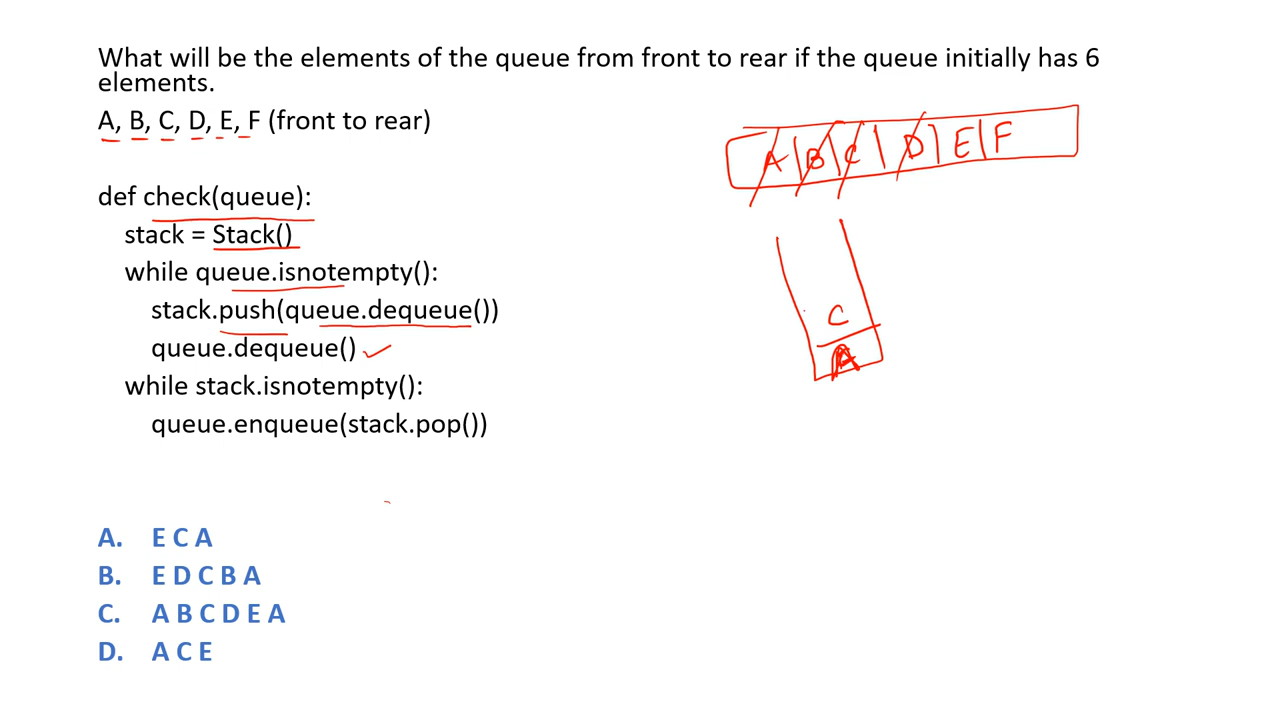 What will be the elements of the queue from front to rear if the queue initially has 6
elements.
A, B, C, D, E, F (front to rear)
A B C D E F
def check(queue):
stack = Stack()
while queue.isnotempty():
stack.push(queue.dequeue())
queue.dequeue()
while stack.isnotempty():
queue.enqueue(stack.pop())
C
A
A. E C A
B. E D C B A
C. A B C D E A
D. A C E